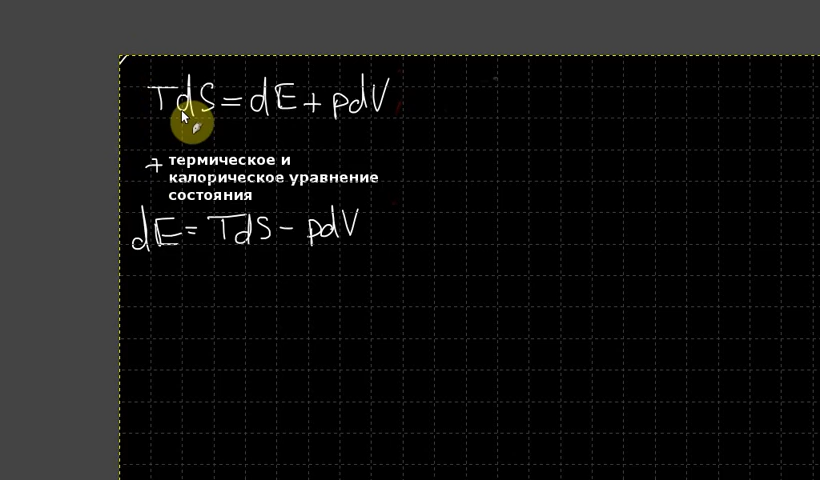 TdS = dE + pdV
+ термическое и
калорическое уравнение
состояния
dE = TdS - pdV